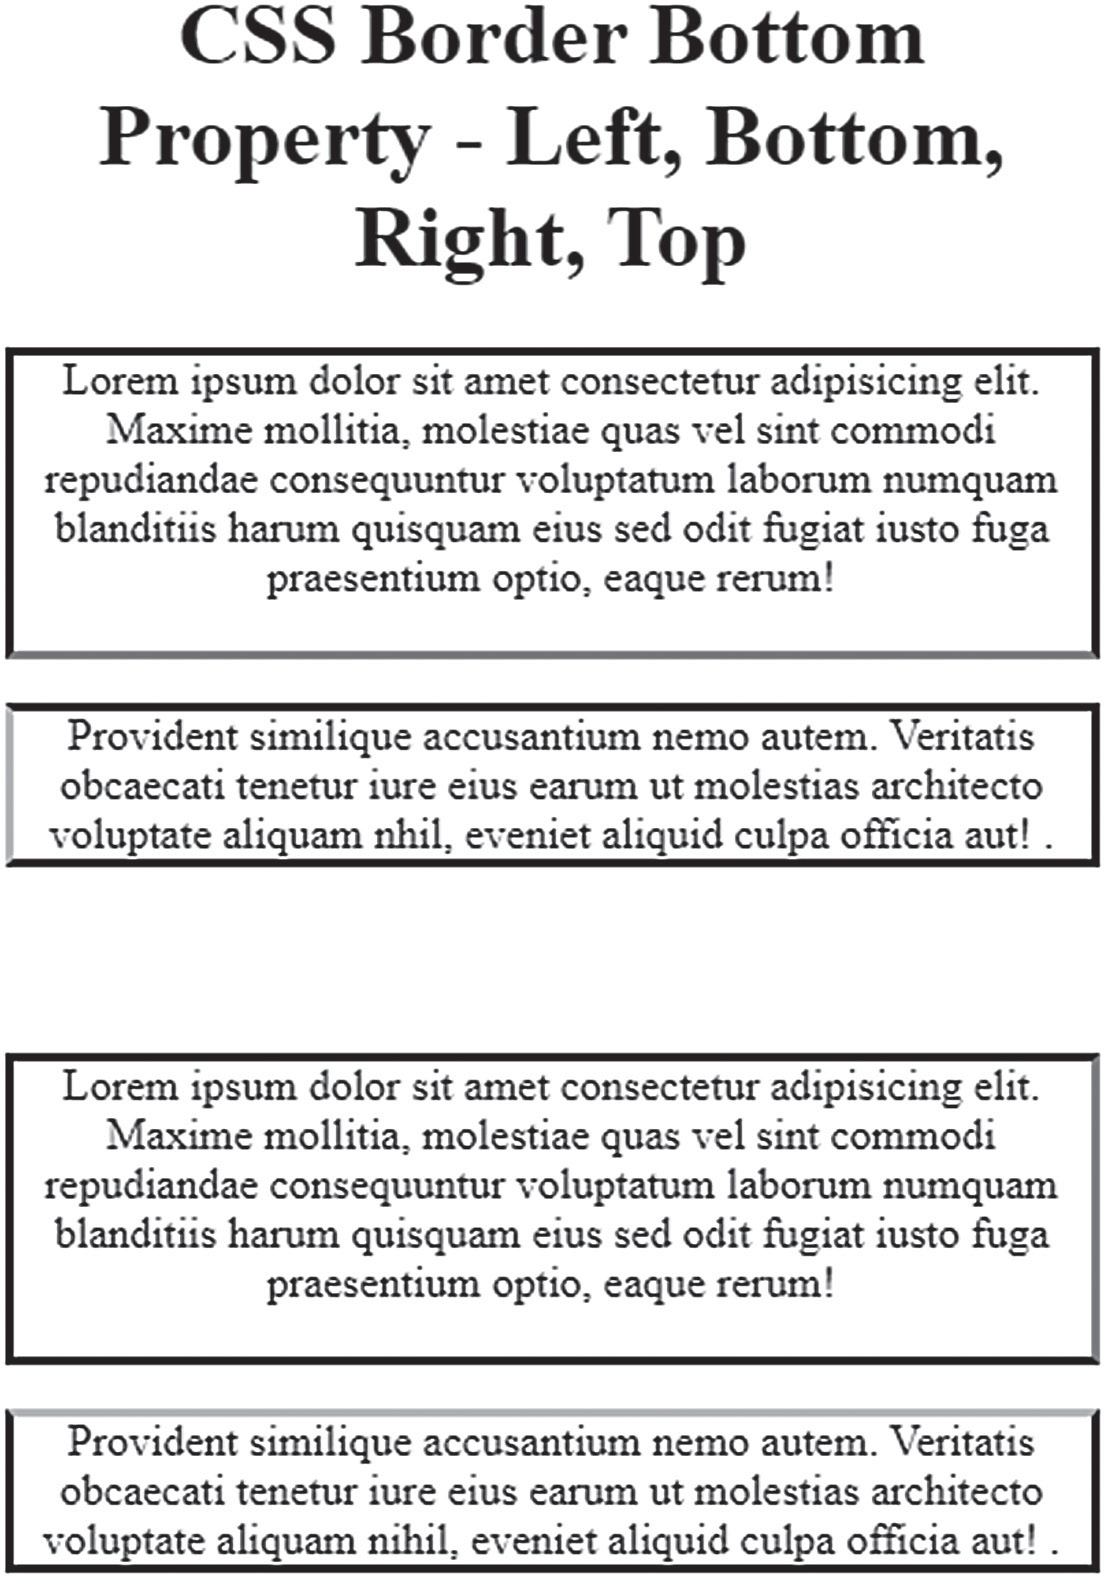 CSS Border Bottom
Property - Left, Bottom,
Right, Top
Lorem ipsum dolor sit amet consectetur adipisicing elit.
Maxime mollitia, molestiae quas vel sint commodi
repudiandae consequuntur voluptatum laborum numquam
blanditiis harum quisquam eius sed odit fugiat iusto fuga
praesentium optio, eaque rerum!
Provident similique accusantium nemo autem. Veritatis
obcaecati tenetur iure eius earum ut molestias architecto
voluptate aliquam nhil, eveniet aliquid culpa officia aut! .
Lorem ipsum dolor sit amet consectetur adipisicing elit.
Maxime mollitia, molestiae quas vel sint commodi
repudiandae consequuntur voluptatum laborum numquam
blanditiis harum quisquam eius sed odit fugiat iusto fuga
praesentium optio, eaque rerum!
Provident similique accusantium nemo autem. Veritatis
obcaecati tenetur iure eius earum ut molestias architecto
voluptate aliquam nihil, eveniet aliquid culpa officia aut! .